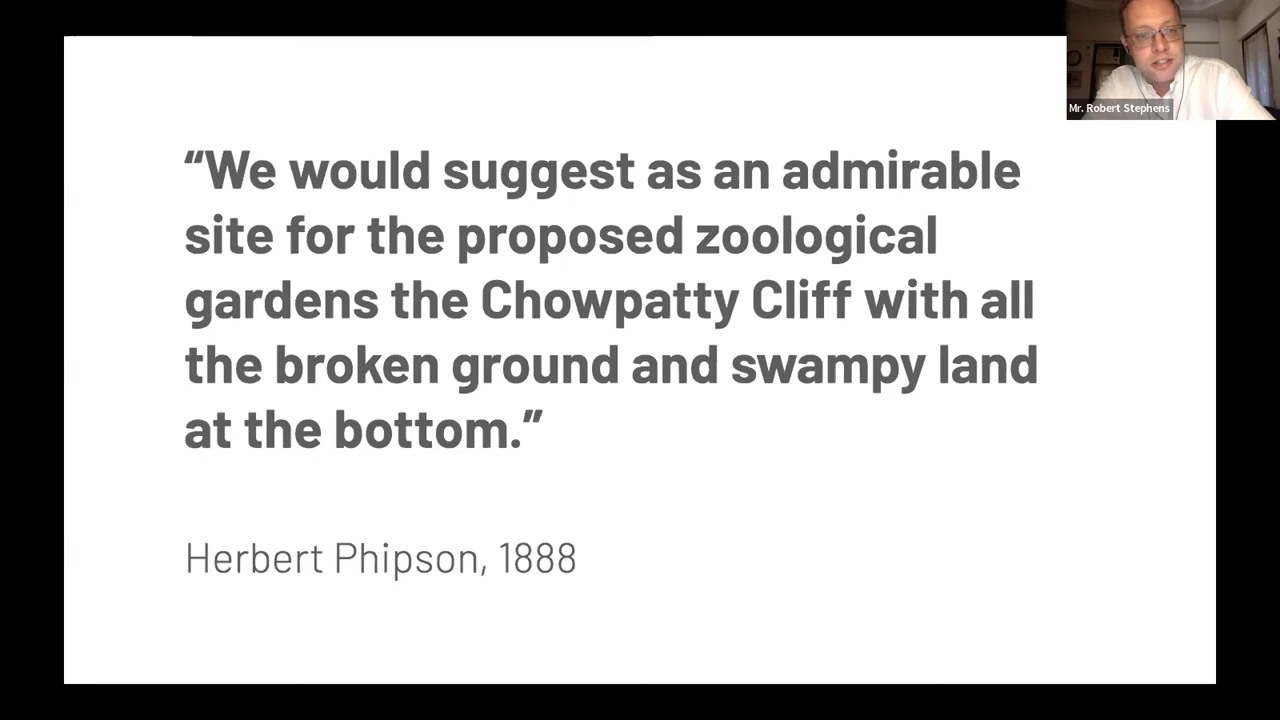 Mr. Robert Stephens
“We would suggest as an admirable
site for the proposed zoological
gardens the Chowpatty Cliff with all
the broken ground and swampy land
at the bottom.”
Herbert Phipson, 1888